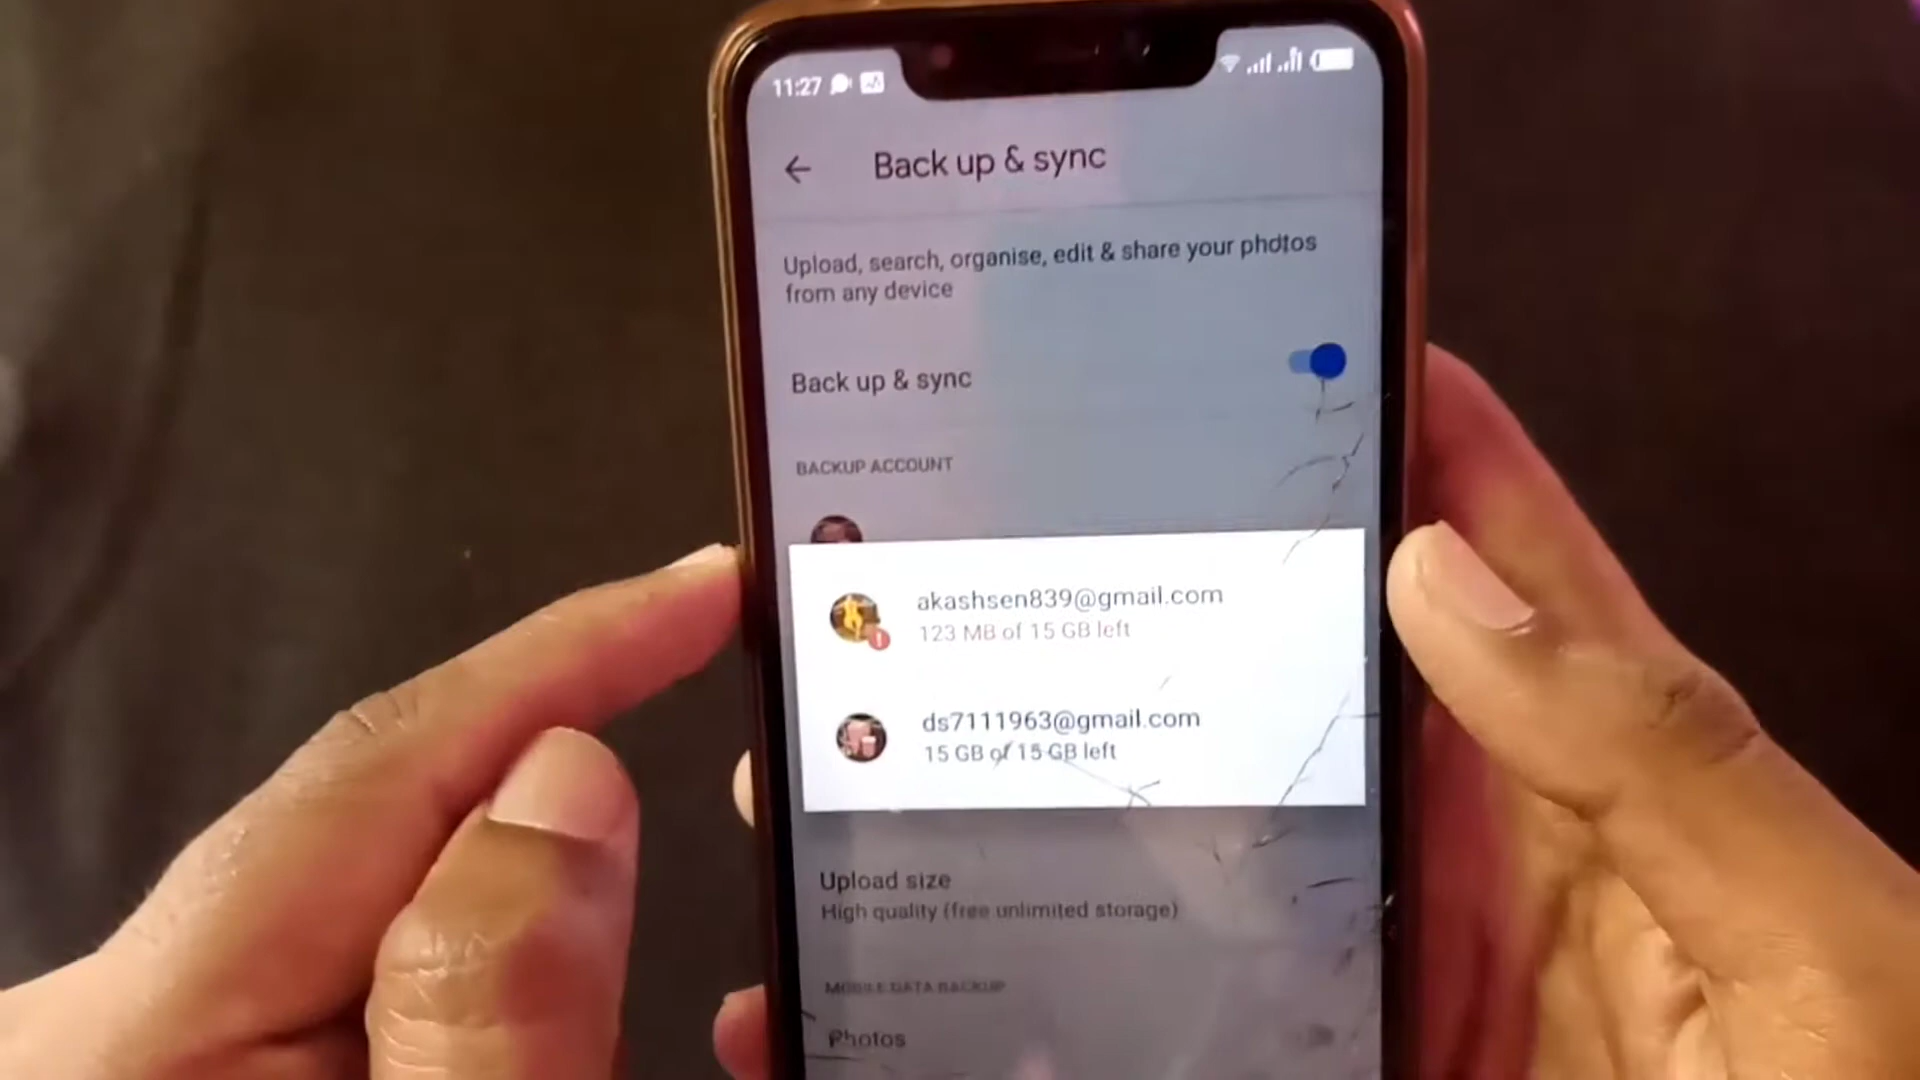 11:27
Back up & sync
Upload, search, organise, edit & share your photos
from any device
Back up & sync
BACKUP ACCOUNT
akashsen839@gmail.com
123 MB of 15 GB left
ds7111963@gmail.com
15 GB of 15 GB left
Upload size
High quality (free unlimited storage)
MOBILE DATA BACKUP
Photos